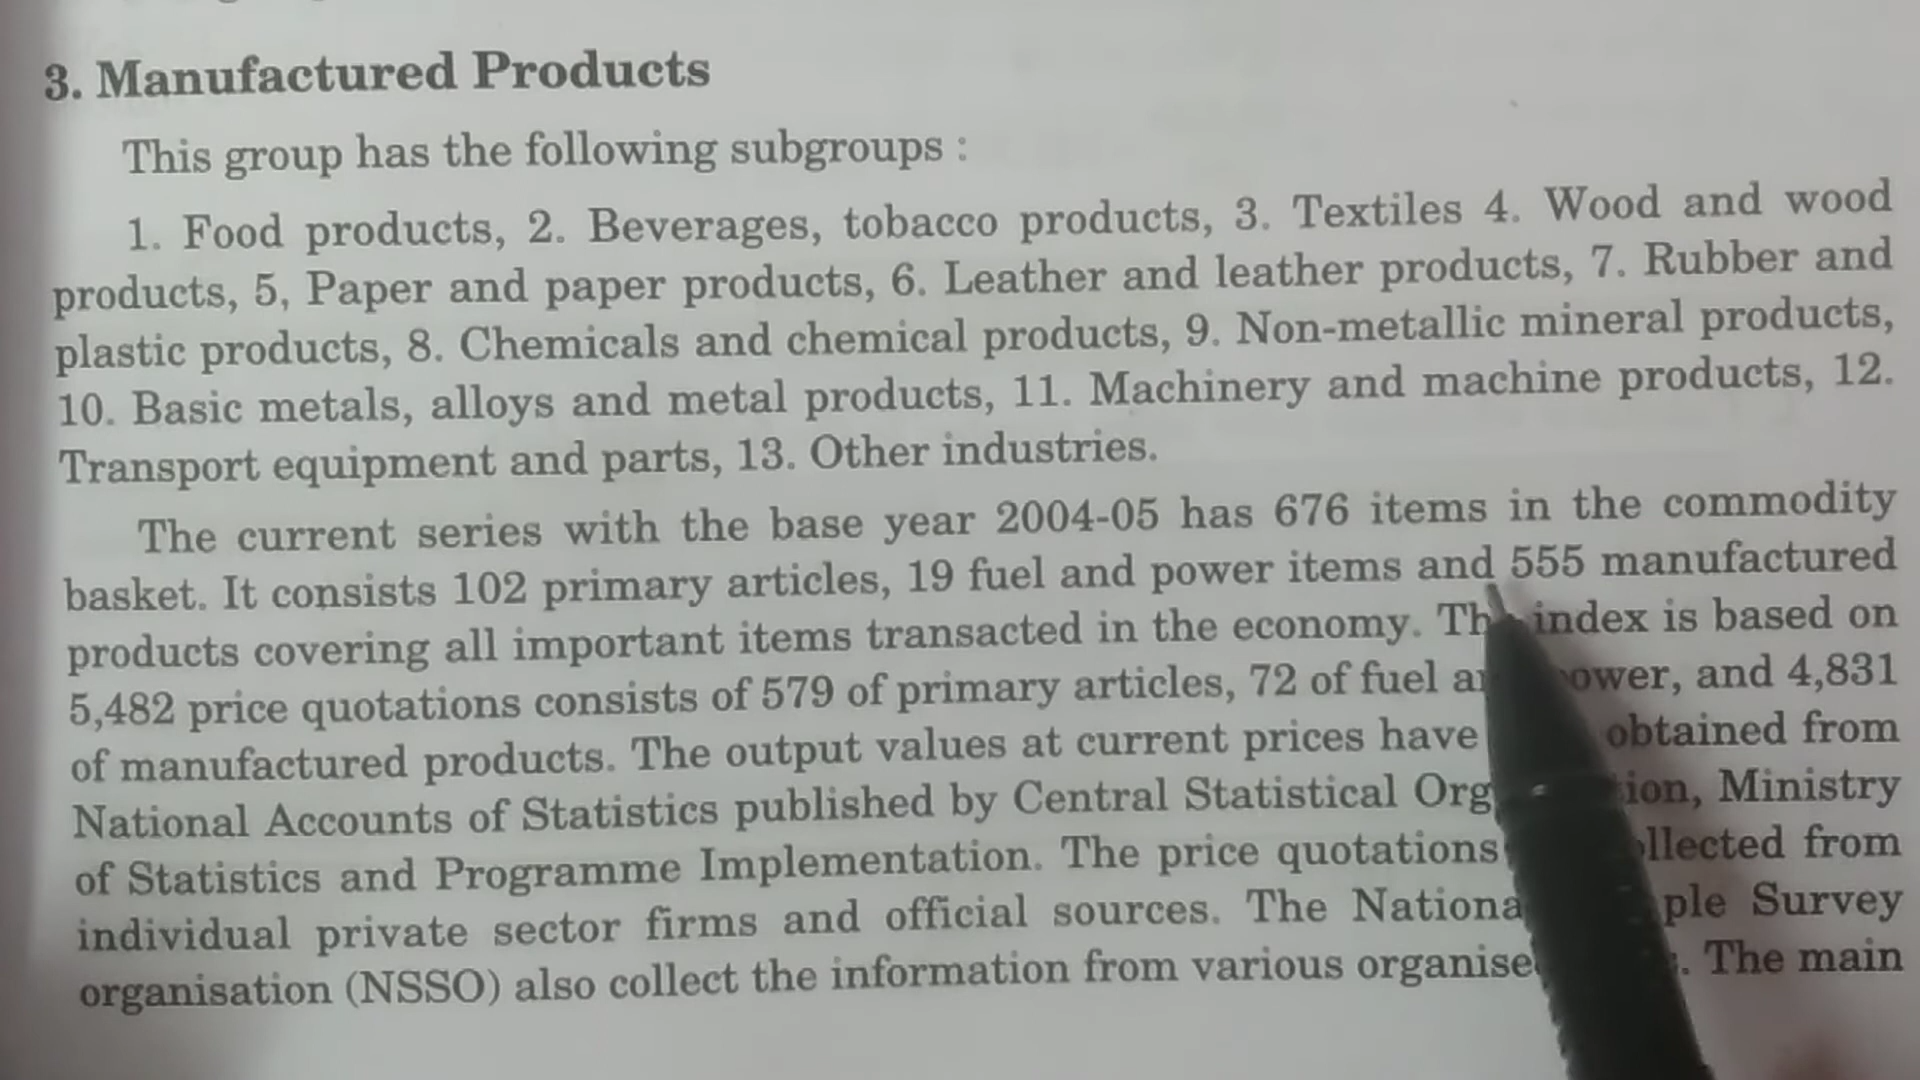 3. Manufactured Products
This group has the following subgroups :
1. Food products, 2. Beverages, tobacco products, 3. Textiles 4. Wood and wood
products, 5, Paper and paper products, 6. Leather and leather products, 7. Rubber and
plastic products, 8. Chemicals and chemical products, 9. Non-metallic mineral products,
10. Basic metals, alloys and metal products, 11. Machinery and machine products, 12.
Transport equipment and parts, 13. Other industries.
The current series with the base year 2004-05 has 676 items in the commodity
basket. It consists 102 primary articles, 19 fuel and power items and 555 manufactured
products covering all important items transacted in the economy. Th index is based on
5,482 price quotations consists of 579 of primary articles, 72 of fuel a ower, and 4,831
of manufactured products. The output values at current prices have obtained from
National Accounts of Statistics published by Central Statistical Org ion, Ministry
of Statistics and Programme Implementation. The price quotations llected from
individual private sector firms and official sources. The Nationa ple Survey
organisation (NSSO) also collect the information from various organise . The main